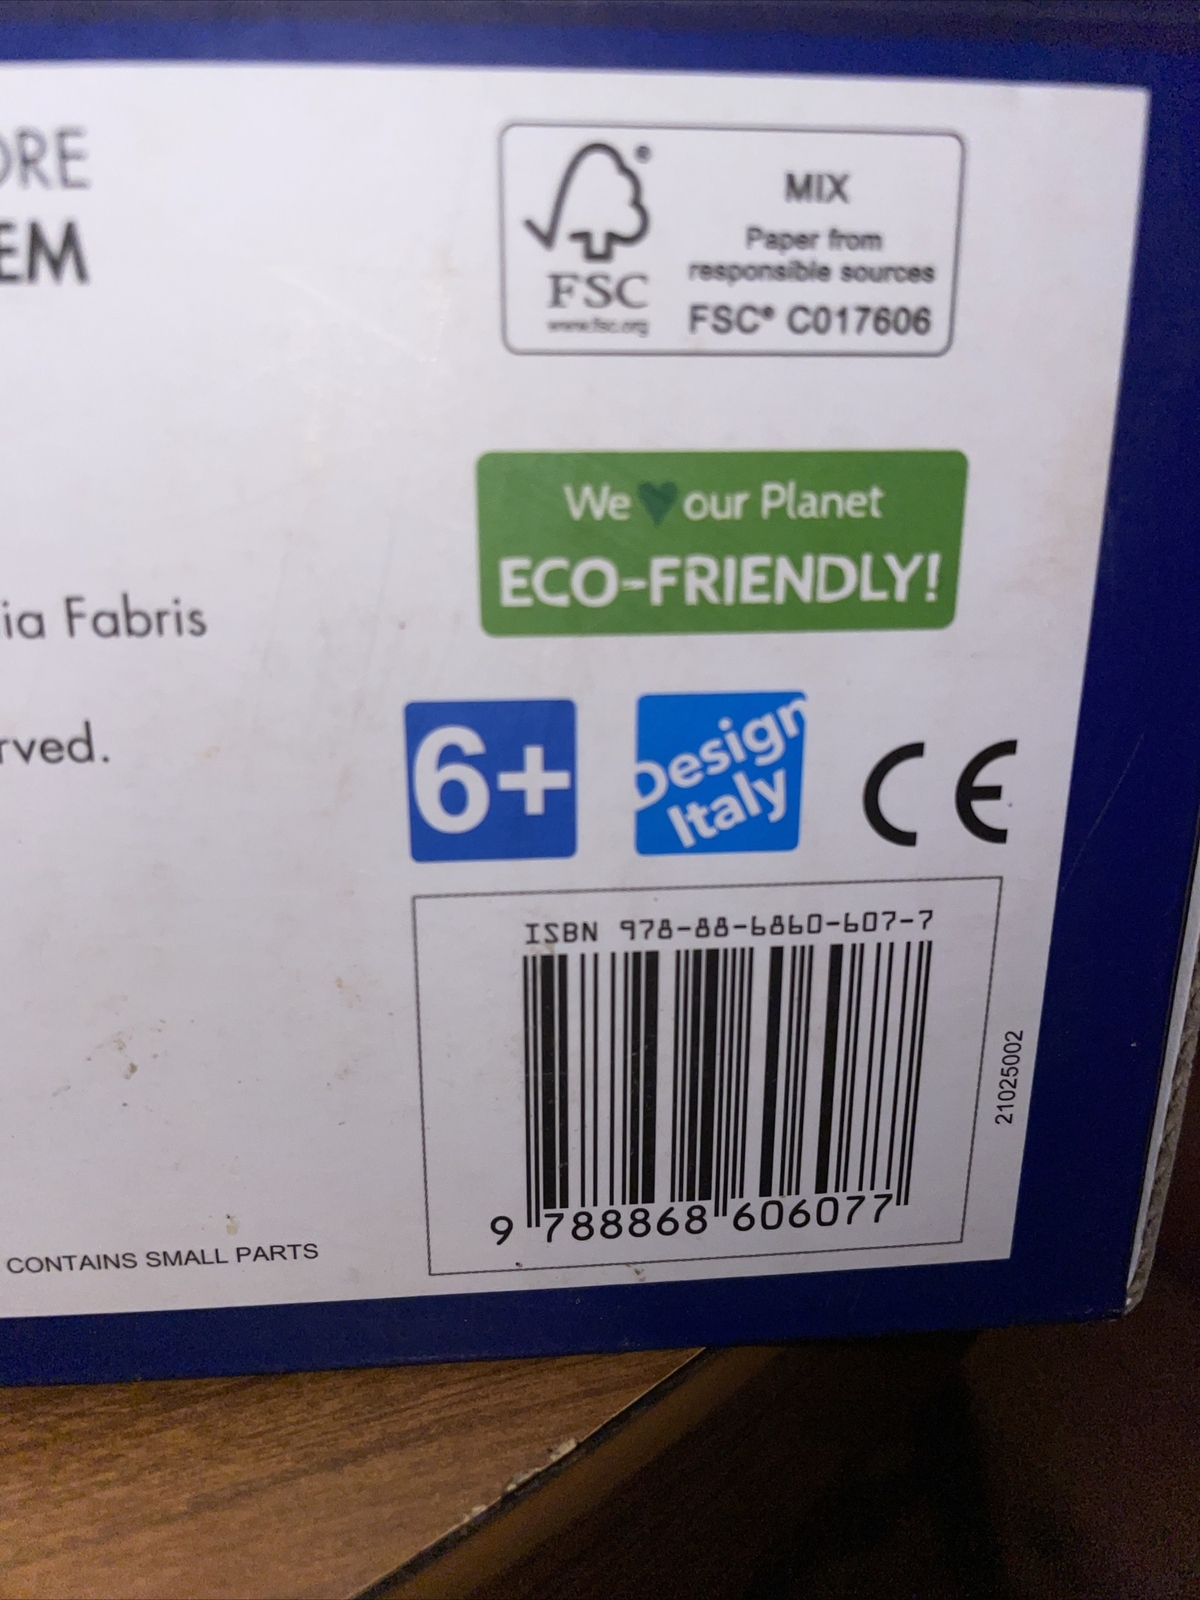 ORE
EM
ia Fabris
rved.
CONTAINS SMALL PARTS
FSC
www.fsc.org
MIX
Paper from
responsible sources
FSC® C017606
We ♥ our Planet
ECO-FRIENDLY!
6+
Design
Italy
CE
ISBN 978-88-6860-607-7
9 788868 606077
21025002